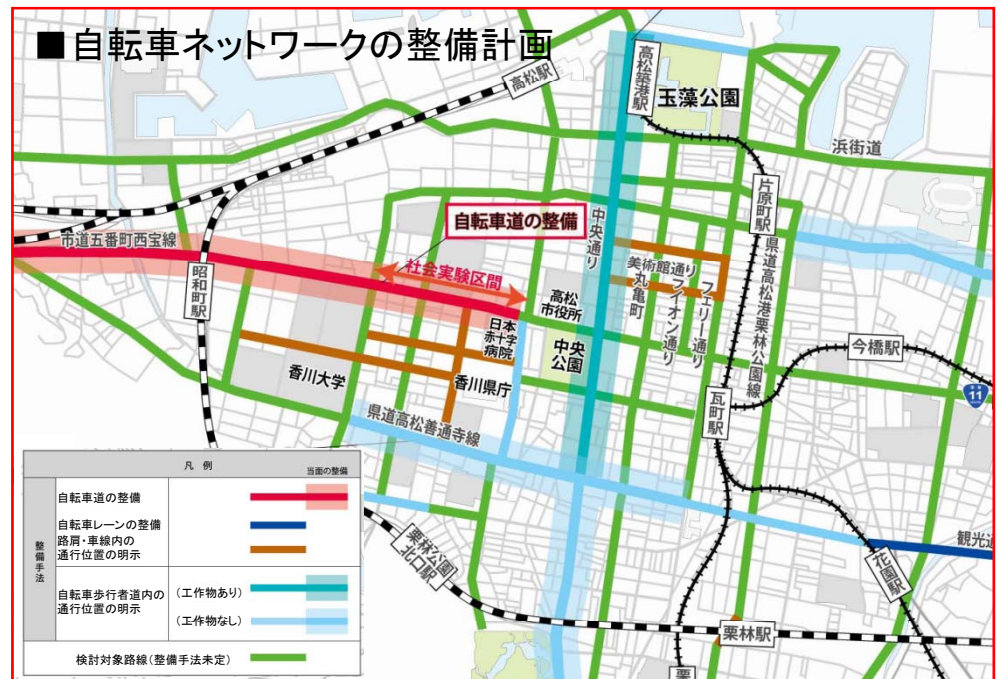 ■自転車ネットワークの整備計画
高松駅
高松築港駅
玉藻公園
浜街道
片原町駅
自転車道の整備
中央通り
市道五番町西宝線
社会実験区間
美術館通り
丸亀町
ライオン通り
フェリー通り
県道高松港栗林公園線
昭和町駅
高松
市役所
日本
赤十字
病院
中央
公園
今橋駅
香川大学
香川県庁
瓦町駅
国道
11
県道高松善通寺線
観光道
花園駅
栗林公園
北口駅
栗林駅
栗
凡 例
当面の整備
整備手法
自転車道の整備
自転車レーンの整備
路肩・車線内の
通行位置の明示
自転車歩行者道内の
通行位置の明示
(工作物あり)
(工作物なし)
検討対象路線(整備手法未定)